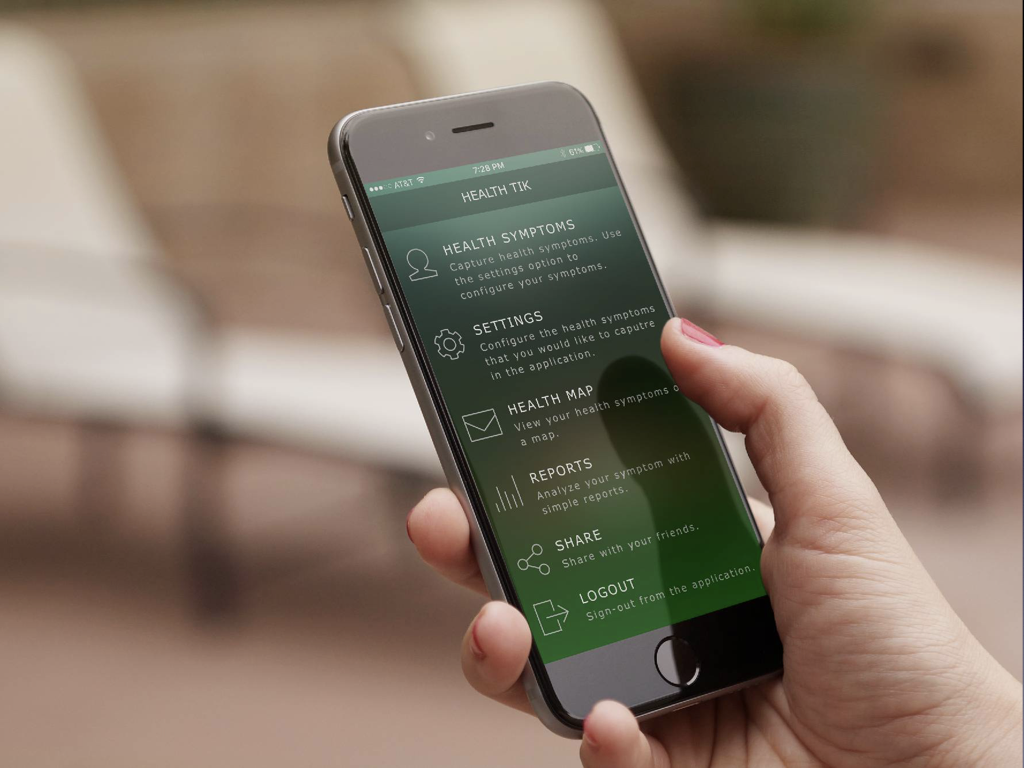 AT&T 7:28 PM 61%
HEALTH TIK
HEALTH SYMPTOMS
Capture health symptoms. Use
the settings option to
configure your symptoms.
SETTINGS
Configure the health symptoms
that you would like to caputre
in the application.
HEALTH MAP
View your health symptoms o
a map.
REPORTS
Analyze your symptom with
simple reports.
SHARE
Share with your friends.
LOGOUT
Sign-out from the application.